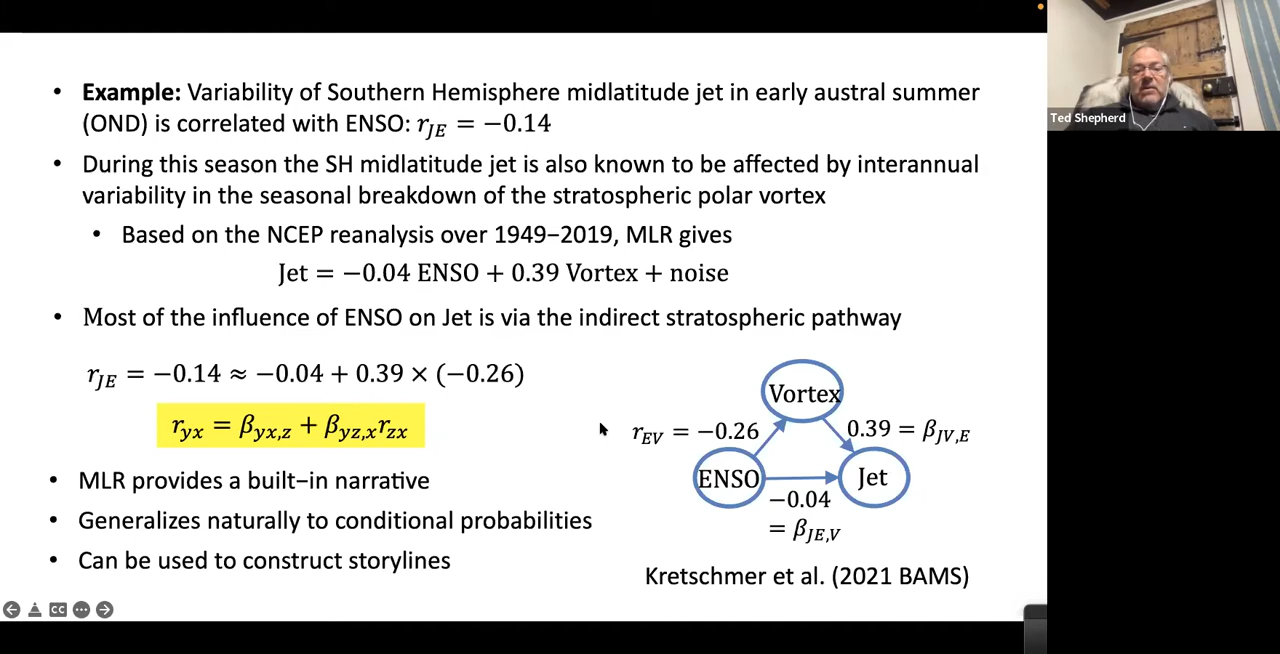 • Example: Variability of Southern Hemisphere midlatitude jet in early austral summer
(OND) is correlated with ENSO: r_JE = −0.14
• During this season the SH midlatitude jet is also known to be affected by interannual
variability in the seasonal breakdown of the stratospheric polar vortex
• Based on the NCEP reanalysis over 1949−2019, MLR gives
Jet = −0.04 ENSO + 0.39 Vortex + noise
• Most of the influence of ENSO on Jet is via the indirect stratospheric pathway
r_JE = −0.14 ≈ −0.04 + 0.39 × (−0.26)
r_yx = β_yx,z + β_yz,x r_zx
• MLR provides a built−in narrative
• Generalizes naturally to conditional probabilities
• Can be used to construct storylines
Vortex
r_EV = −0.26
0.39 = β_JV,E
ENSO
Jet
−0.04
= β_JE,V
Kretschmer et al. (2021 BAMS)
CC
Ted Shepherd